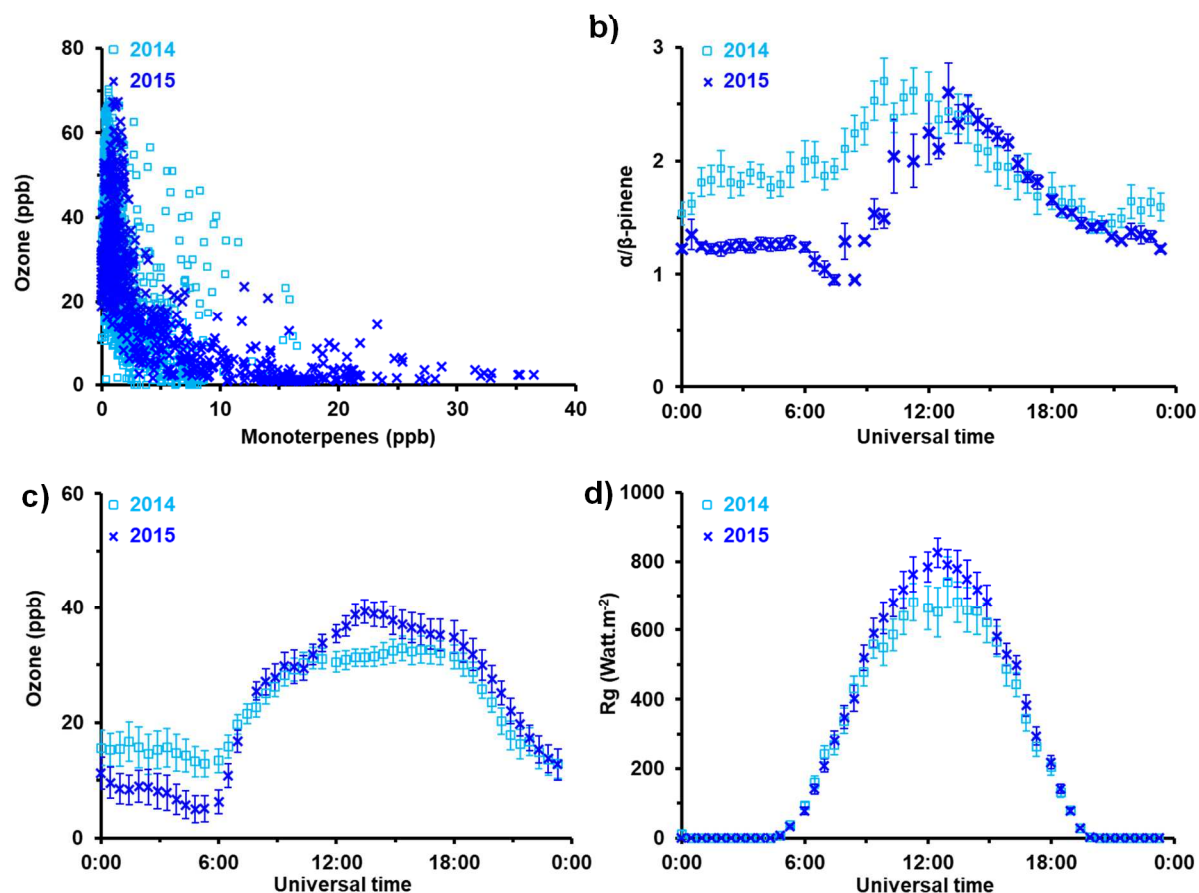 80
60
40
20
0
Ozone (ppb)
2014
2015
0 10 20 30 40
Monoterpenes (ppb)
b)
3
2
1
0
α/β-pinene
2014
2015
0:00 6:00 12:00 18:00 0:00
Universal time
c)
60
40
20
0
Ozone (ppb)
2014
2015
0:00 6:00 12:00 18:00 0:00
Universal time
d)
1000
800
600
400
200
0
Rg (Watt.m⁻²)
2014
2015
0:00 6:00 12:00 18:00 0:00
Universal time